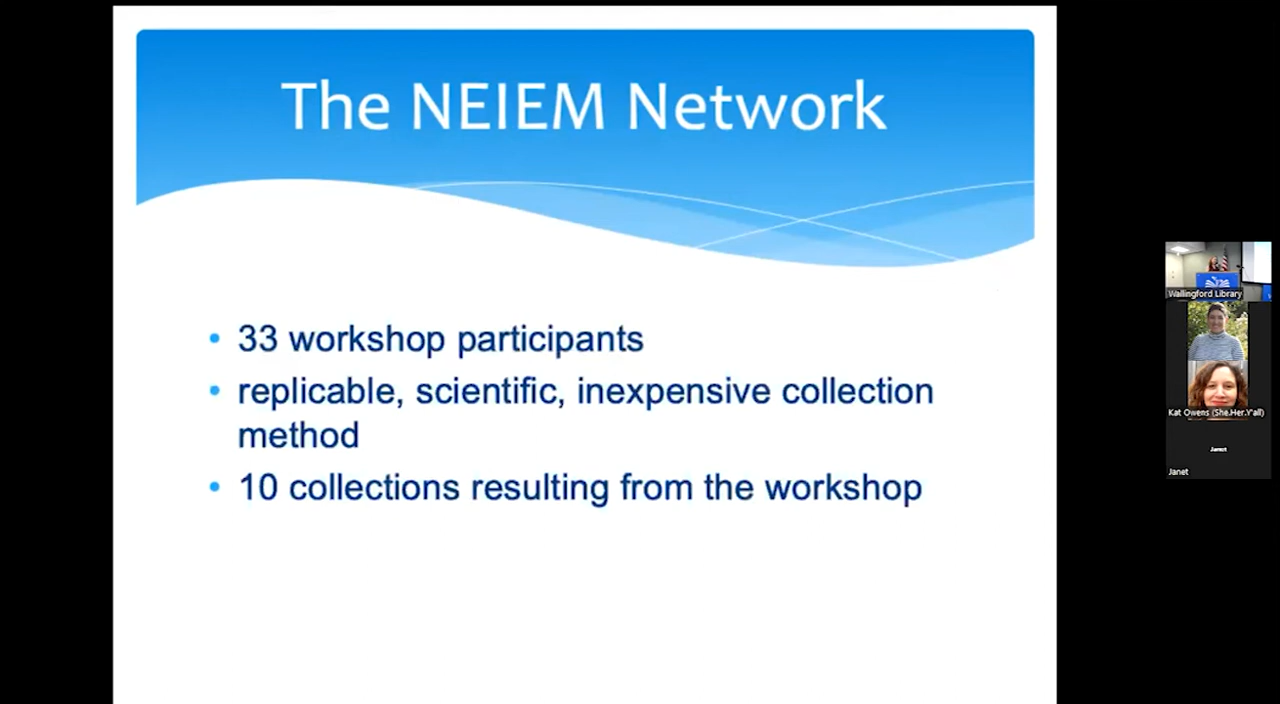 The NEIEM Network
• 33 workshop participants
• replicable, scientific, inexpensive collection
method
• 10 collections resulting from the workshop
Wallingford Library
Kat Owens (She.Her.Y'all)
Janet
Janet